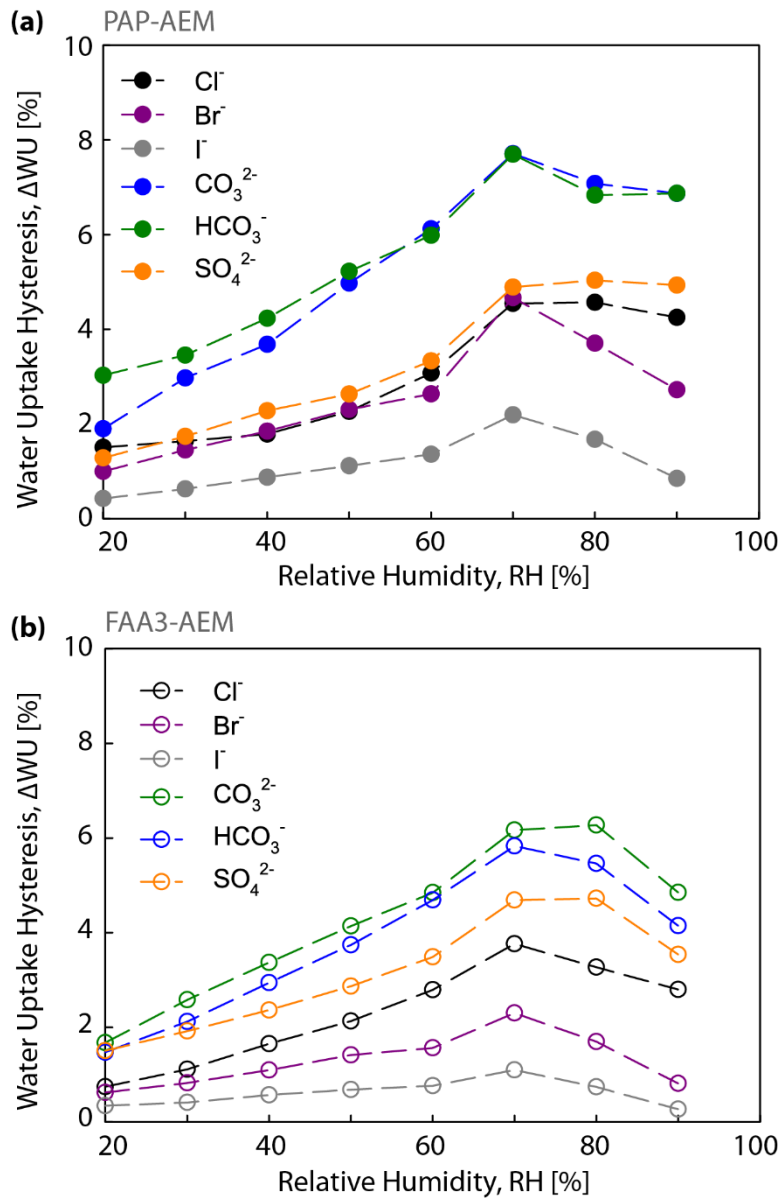 (a) PAP-AEM
10
8
6
4
2
0
Water Uptake Hysteresis, ΔWU [%]
Cl⁻
Br⁻
I⁻
CO₃²⁻
HCO₃⁻
SO₄²⁻
20 40 60 80 100
Relative Humidity, RH [%]
(b) FAA3-AEM
10
8
6
4
2
0
Water Uptake Hysteresis, ΔWU [%]
Cl⁻
Br⁻
I⁻
CO₃²⁻
HCO₃⁻
SO₄²⁻
20 40 60 80 100
Relative Humidity, RH [%]